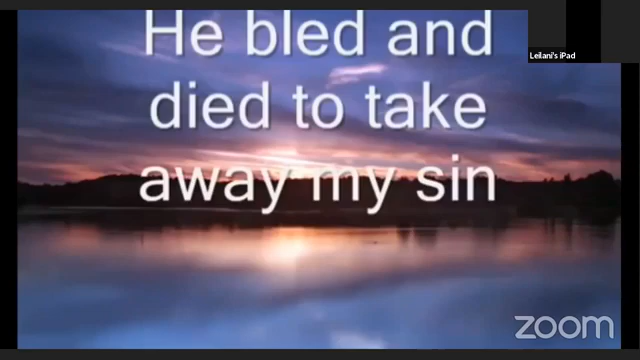 He bled and
died to take
away my sin
Leilani's iPad
zoom